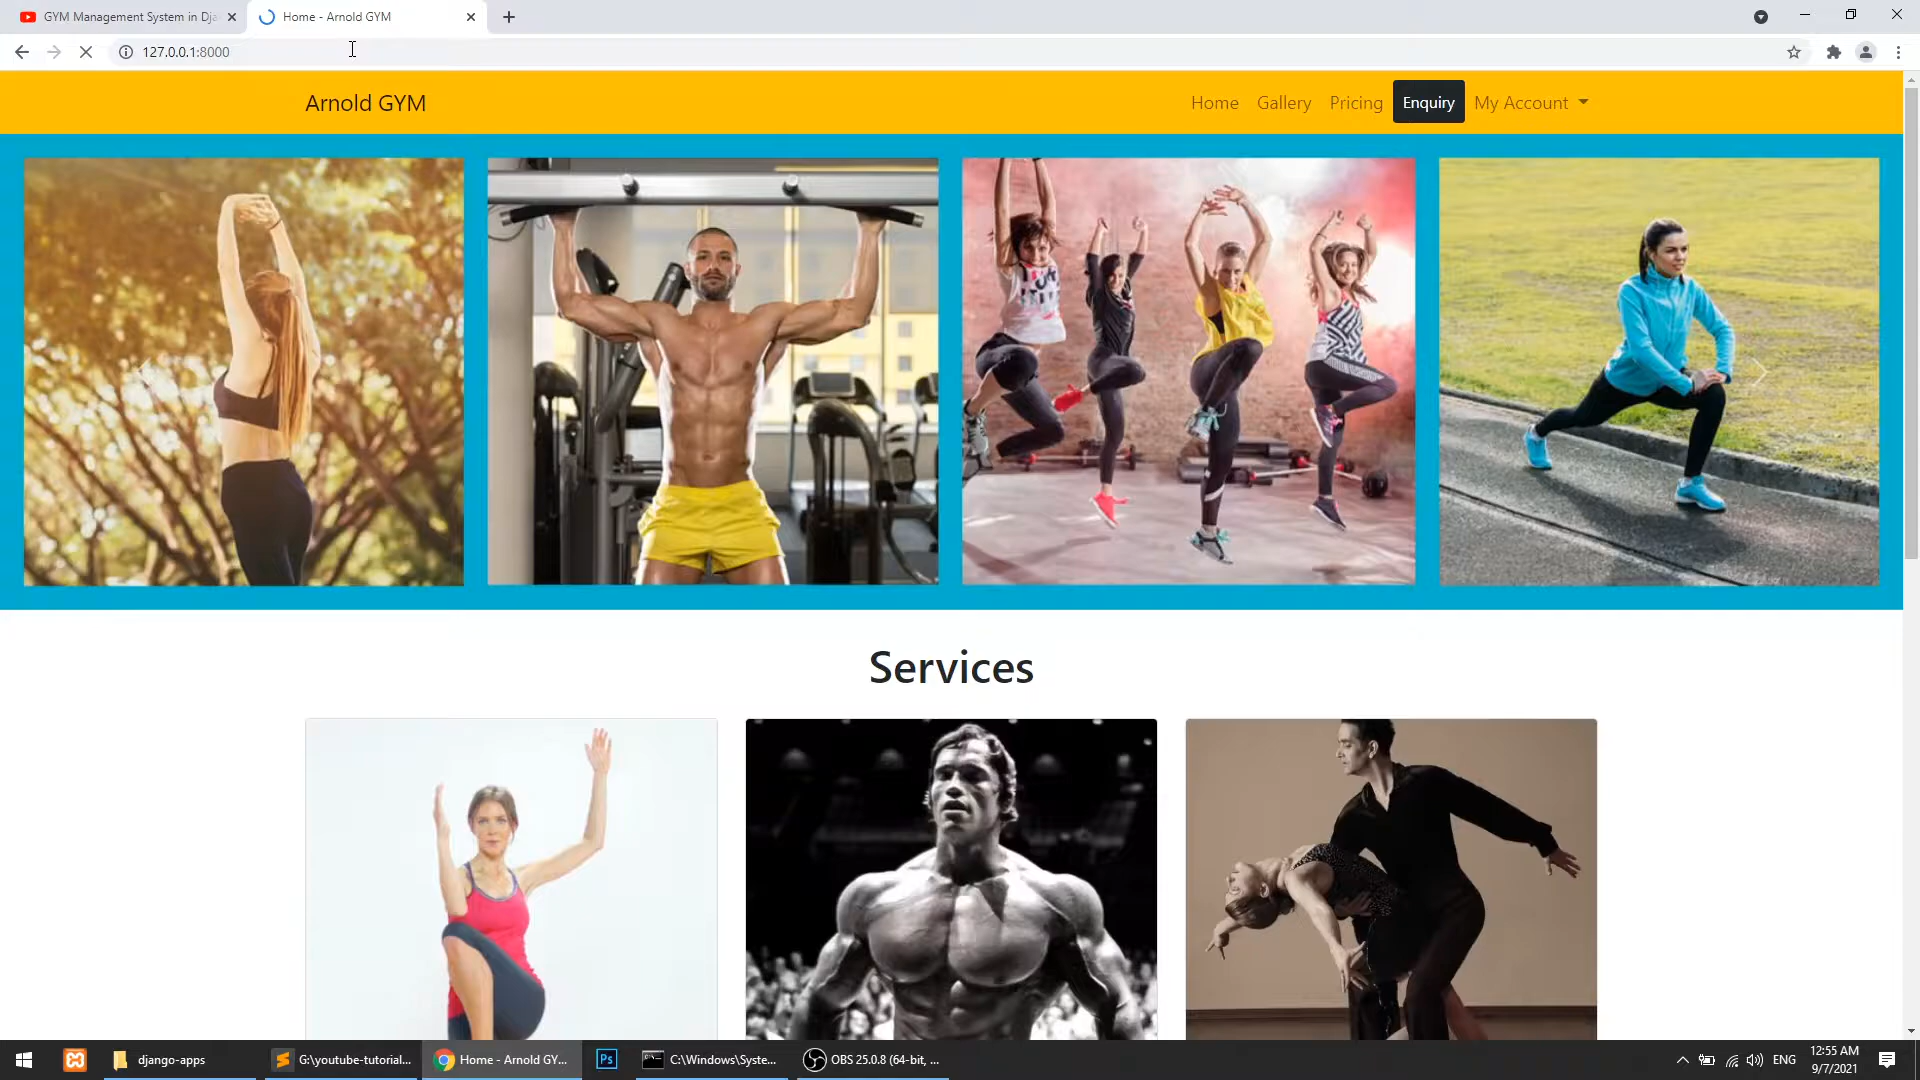 GYM Management System in Dja
Home - Arnold GYM
127.0.0.1:8000
Arnold GYM
Home Gallery Pricing Enquiry My Account
Services
django-apps
G:\youtube-tutorial...
Home - Arnold GY...
Ps
C:\Windows\Syste...
OBS 25.0.8 (64-bit, ...
ENG
12:55 AM
9/7/2021